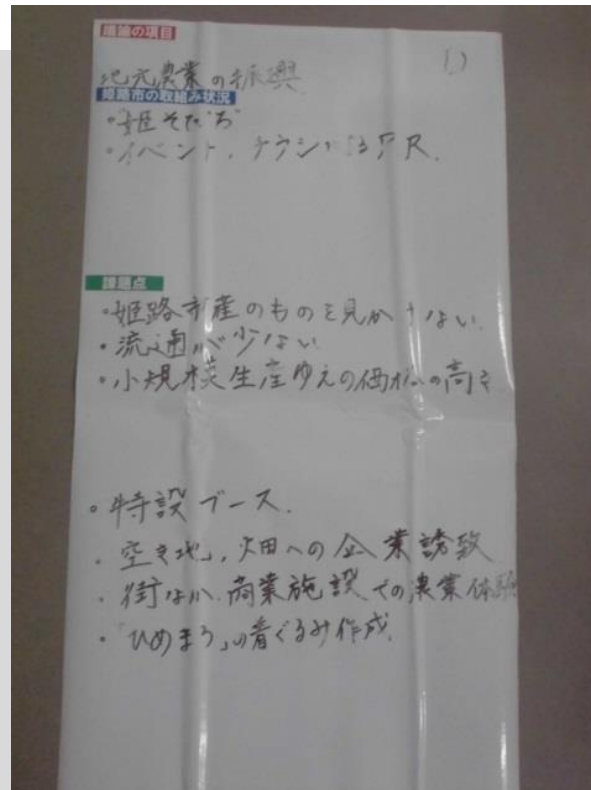 議論の項目
1)
地元農業の振興
姫路市の取組み状況
・姫そだち
・イベント、チラシによるPR.
課題点
・姫路市産のものを見かけない
・流通が少ない
・小規模生産ゆえの価格の高さ
・特設ブース.
・空き地,畑への企業誘致
・街なか.商業施設での農業体験
・「ひめまろ」の着ぐるみ作成.